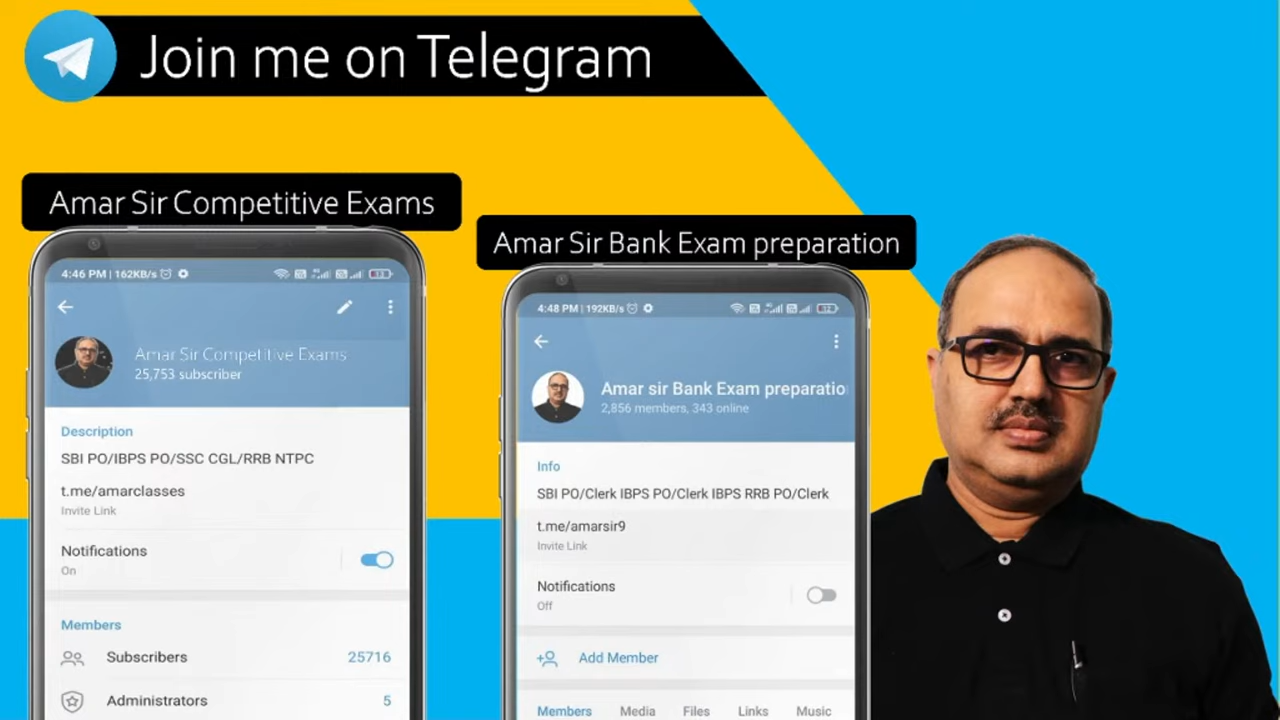 Join me on Telegram
Amar Sir Competitive Exams
4:46 PM | 162KB/s
Amar Sir Competitive Exams
25,753 subscriber
Description
SBI PO/IBPS PO/SSC CGL/RRB NTPC
t.me/amarclasses
Invite Link
Notifications
On
Members
Subscribers 25716
Administrators 5
Amar Sir Bank Exam preparation
4:48 PM | 192KB/s
Amar sir Bank Exam preparatio
2,856 members, 343 online
Info
SBI PO/Clerk IBPS PO/Clerk IBPS RRB PO/Clerk
t.me/amarsir9
Invite Link
Notifications
Off
Add Member
Members Media Files Links Music